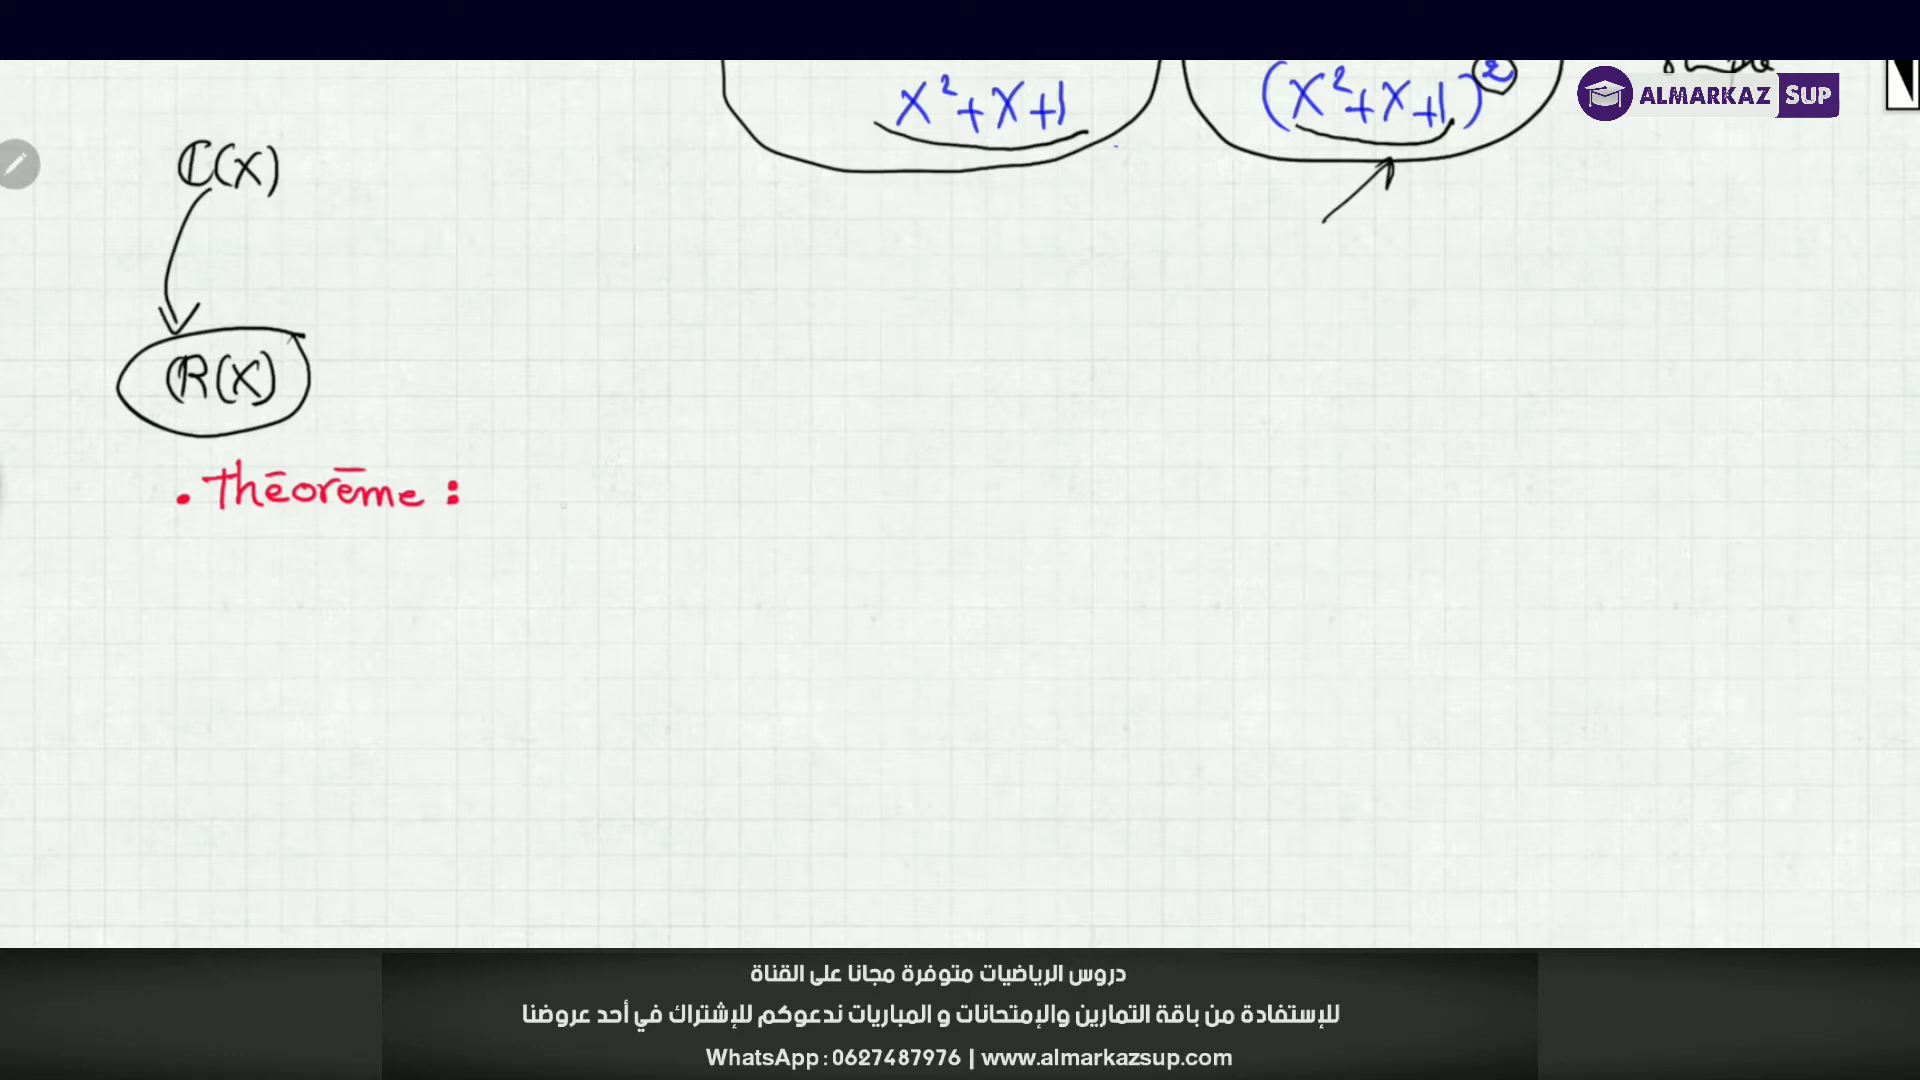 X²+X+1 (X²+X+1)²
ALMARKAZ SUP
ℂ(X)
ℝ(X)
. Théorème :
دروس الرياضيات متوفرة مجانا على القناة
للإستفادة من باقة التمارين والإمتحانات و المباريات ندعوكم للإشتراك في أحد عروضنا
WhatsApp : 0627487976 | www.almarkazsup.com